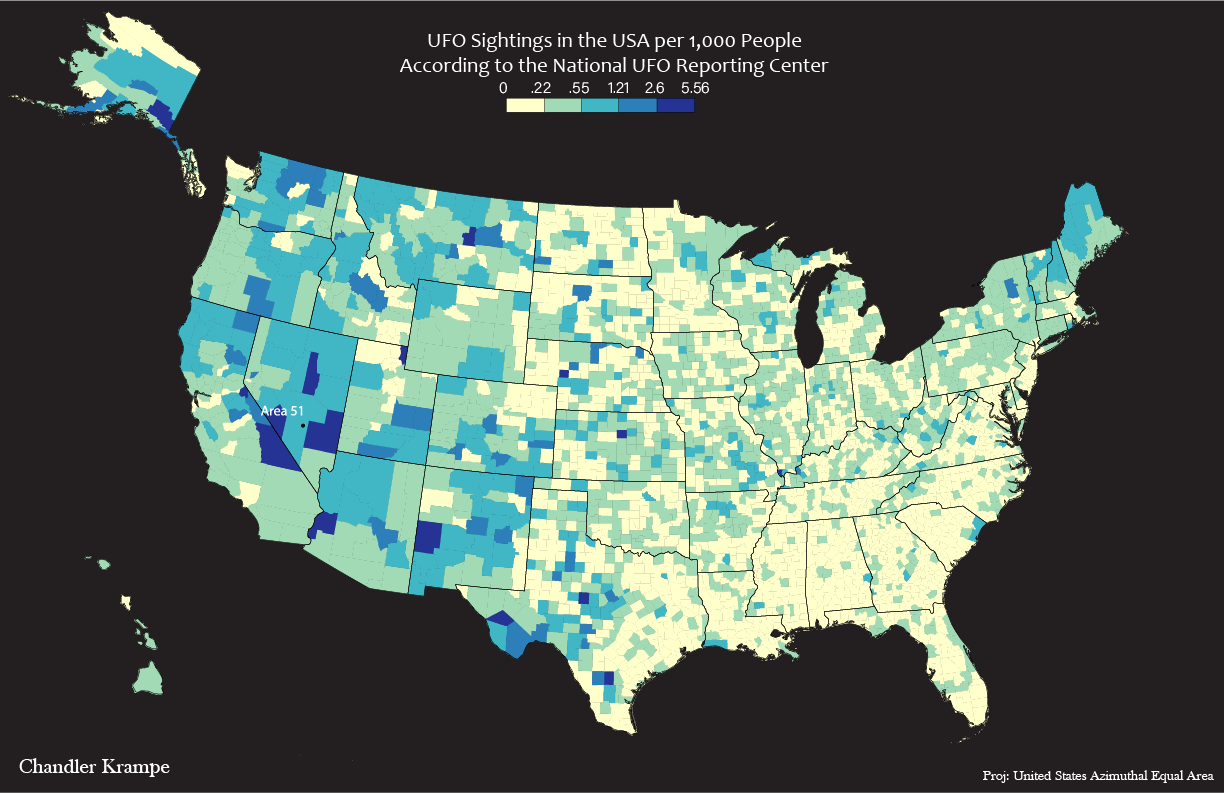 UFO Sightings in the USA per 1,000 People
According to the National UFO Reporting Center
0 .22 .55 1.21 2.6 5.56
Area 51
Chandler Krampe
Proj: United States Azimuthal Equal Area